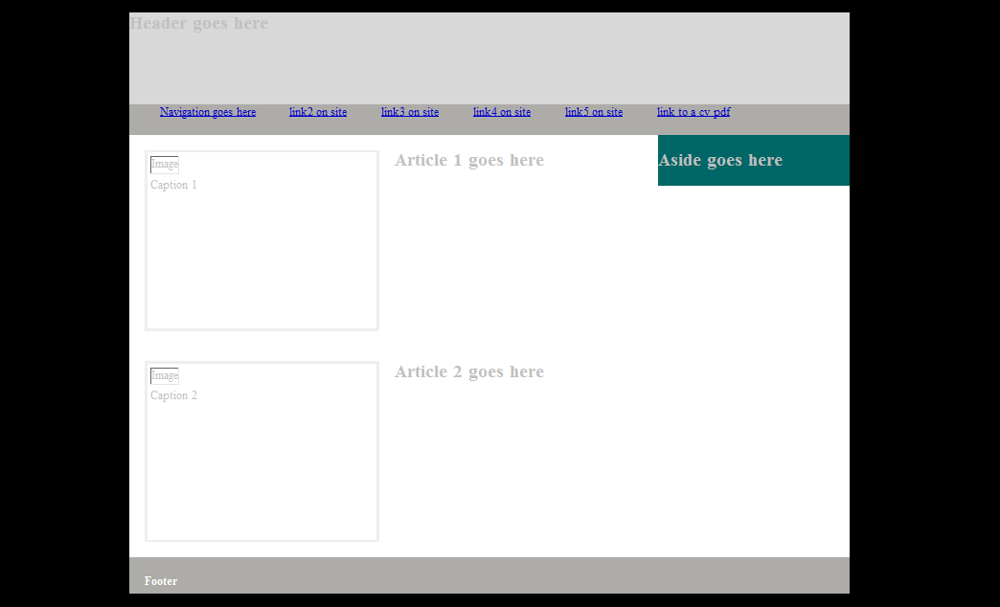 Header goes here
Navigation goes here link2 on site link3 on site link4 on site link5 on site link to a cv pdf
Image
Caption 1
Article 1 goes here
Aside goes here
Image
Caption 2
Article 2 goes here
Footer